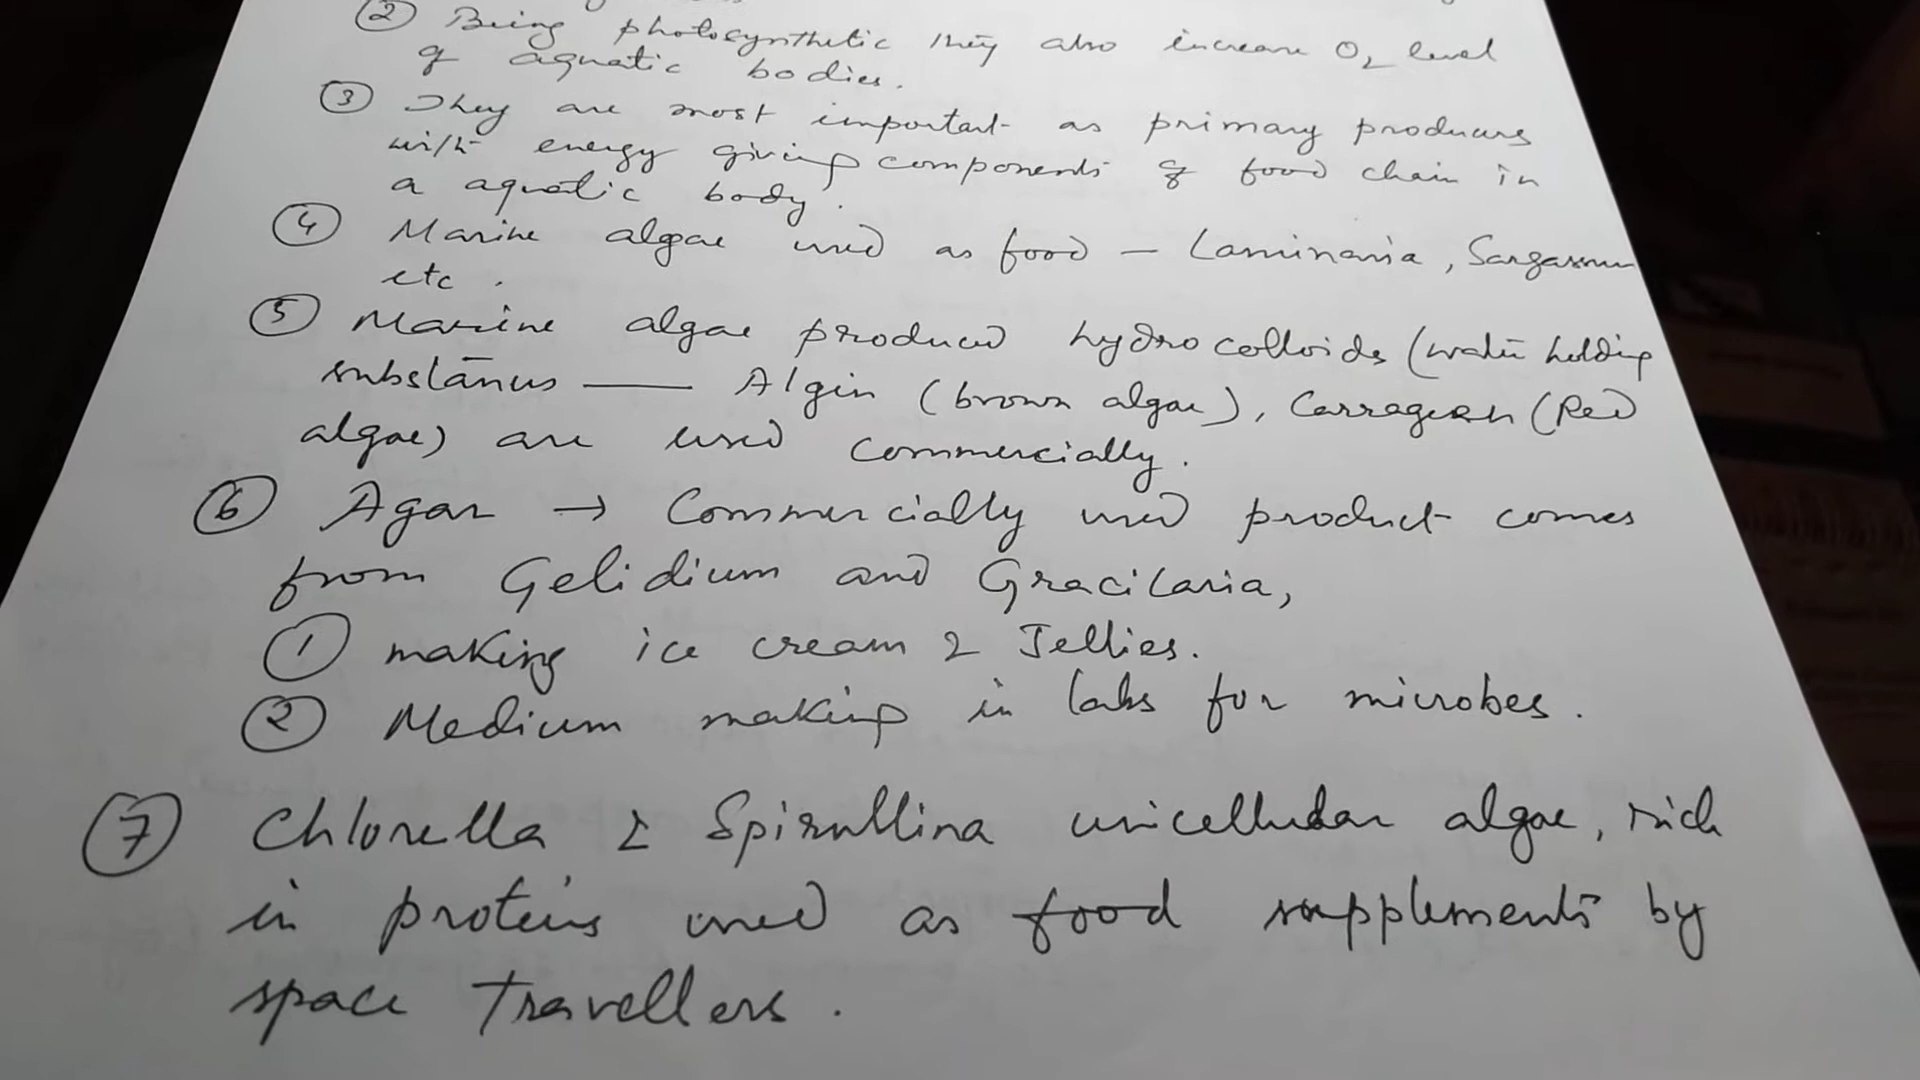 ② Being photosynthetic they also increase O₂ level
of aquatic bodies.
③ They are most important as primary producers
with energy giving components of food chain in
a aquatic body.
④ Marine algae used as food – Laminaria, Sargassum
etc.
⑤ Marine algae produced hydrocolloids (water holding
substances — Algin (brown algae), Carrageen (Red
algae) are used commercially.
⑥ Agar → Commercially used product comes
from Gelidium and Gracilaria,
① making ice cream & Jellies.
② Medium making in labs for microbes.
⑦ Chlorella & Spirullina unicellular algae, rich
in proteins used as food supplements by
space travellers.